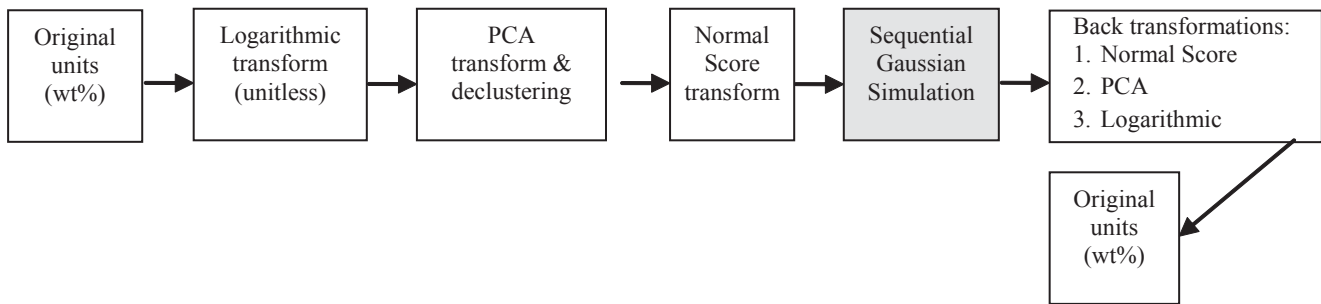 Original
units
(wt%)
Logarithmic
transform
(unitless)
PCA
transform &
declustering
Normal
Score
transform
Sequential
Gaussian
Simulation
Back transformations:
1. Normal Score
2. PCA
3. Logarithmic
Original
units
(wt%)